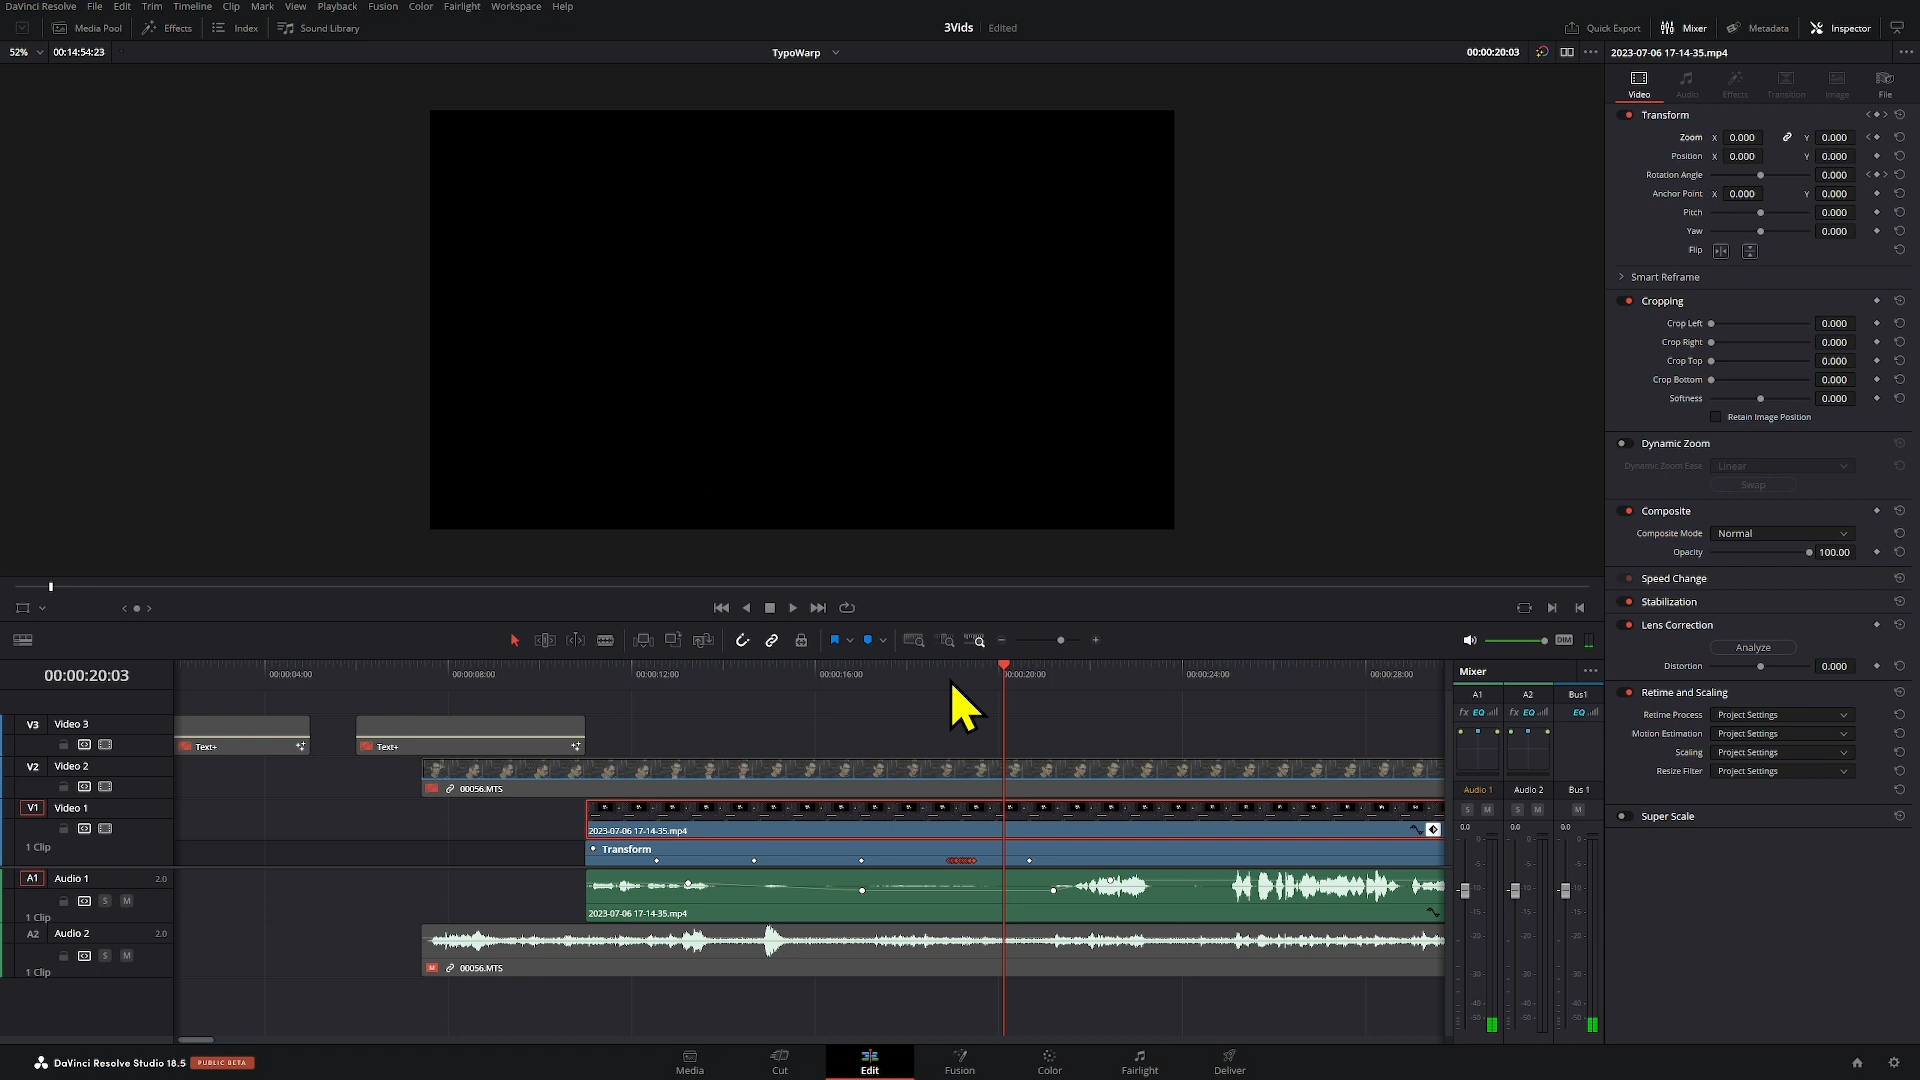 DaVinci Resolve File Edit Trim Timeline Clip Mark View Playback Fusion Color Fairlight Workspace Help
Media Pool Effects Index Sound Library 3Vids Edited Quick Export Mixer Metadata Inspector
52% 00:14:54:23 TypoWarp 00:00:20:03 2023-07-06 17-14-35.mp4
Video Audio Effects Transition Image File
Transform
Zoom X 0.000 Y 0.000
Position X 0.000 Y 0.000
Rotation Angle 0.000
Anchor Point X 0.000 Y 0.000
Pitch 0.000
Yaw 0.000
Flip
Smart Reframe
Cropping
Crop Left 0.000
Crop Right 0.000
Crop Top 0.000
Crop Bottom 0.000
Softness 0.000
Retain Image Position
Dynamic Zoom
Dynamic Zoom Ease Linear
Swap
Composite
Composite Mode Normal
Opacity 100.00
Speed Change
Stabilization
Lens Correction
Analyze
Distortion 0.000
Retime and Scaling
Retime Process Project Settings
Motion Estimation Project Settings
Scaling Project Settings
Resize Filter Project Settings
Super Scale
DIM
00:00:20:03 00:00:04:00 00:00:08:00 00:00:12:00 00:00:16:00 00:00:20:00 00:00:24:00 00:00:28:00
V3 Video 3
Text+ Text+
V2 Video 2
00056.MTS
V1 Video 1
2023-07-06 17-14-35.mp4
1 Clip
Transform
A1 Audio 1 2.0
S M
1 Clip
2023-07-06 17-14-35.mp4
A2 Audio 2 2.0
S M
1 Clip
M 00056.MTS
Mixer
A1 A2 Bus1
fx EQ fx EQ EQ
Audio 1 Audio 2 Bus 1
S M S M M
0.0 0.0 0.0
DaVinci Resolve Studio 18.5 PUBLIC BETA
Media Cut Edit Fusion Color Fairlight Deliver